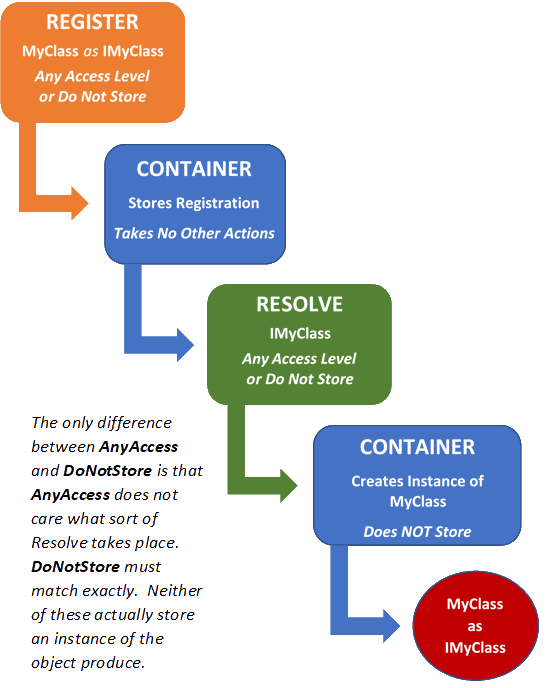 REGISTER
MyClass as IMyClass
Any Access Level
or Do Not Store
CONTAINER
Stores Registration
Takes No Other Actions
RESOLVE
IMyClass
Any Access Level
or Do Not Store
CONTAINER
Creates Instance of
MyClass
Does NOT Store
MyClass
as
IMyClass
The only difference
between AnyAccess
and DoNotStore is that
AnyAccess does not
care what sort of
Resolve takes place.
DoNotStore must
match exactly.  Neither
of these actually store
an instance of the
object produce.